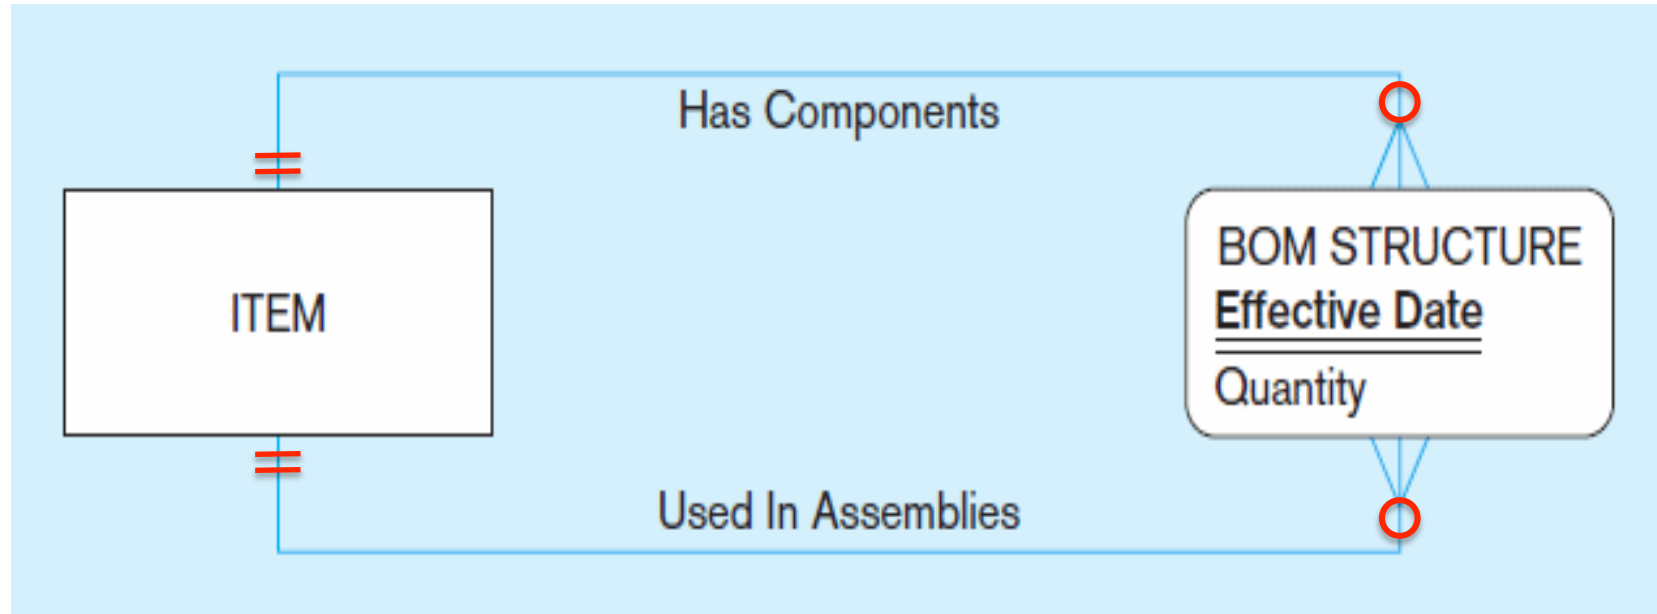 Has Components
ITEM
BOM STRUCTURE
Effective Date
Quantity
Used In Assemblies